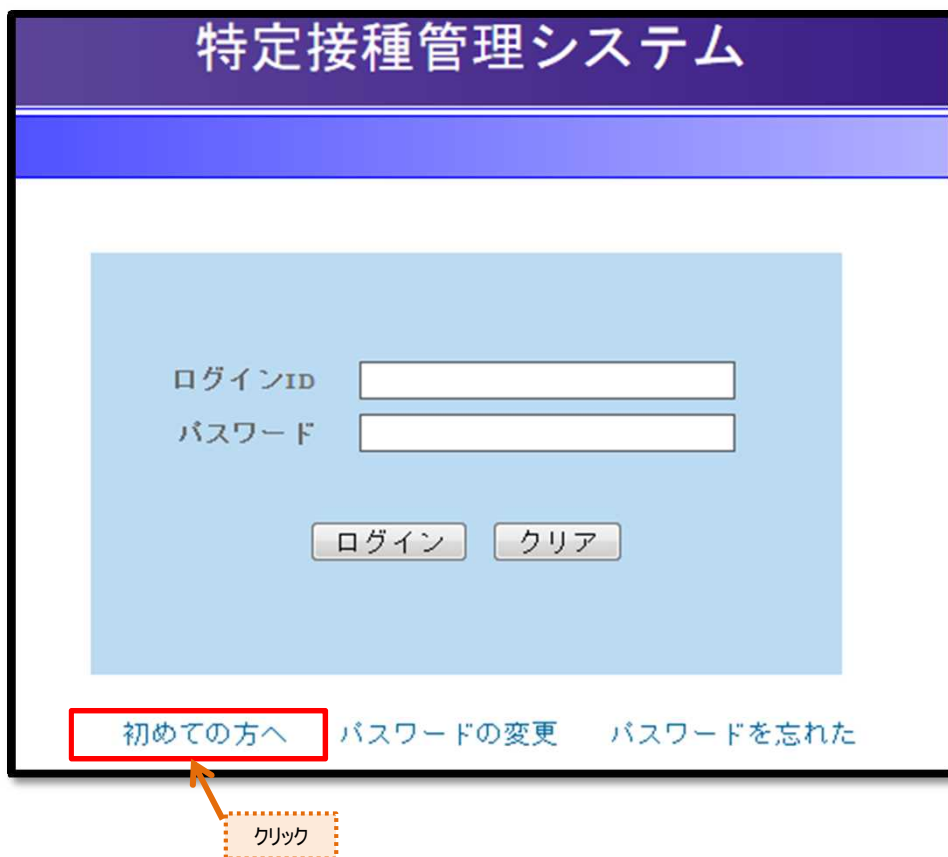 特定接種管理システム
ログインID
パスワード
ログイン クリア
初めての方へ パスワードの変更 パスワードを忘れた
クリック